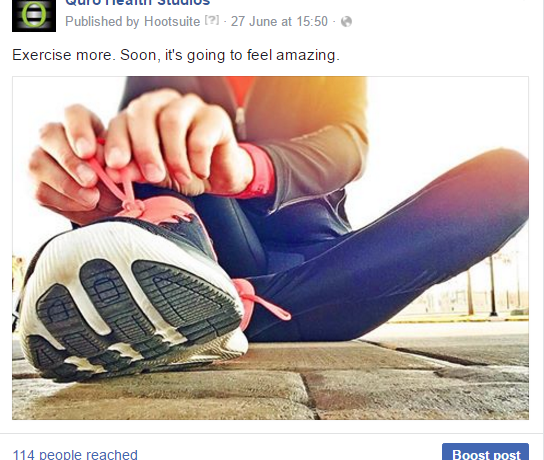 Quro Health Studios
Published by Hootsuite [?] · 27 June at 15:50 ·
Exercise more. Soon, it's going to feel amazing.
114 people reached
Boost post